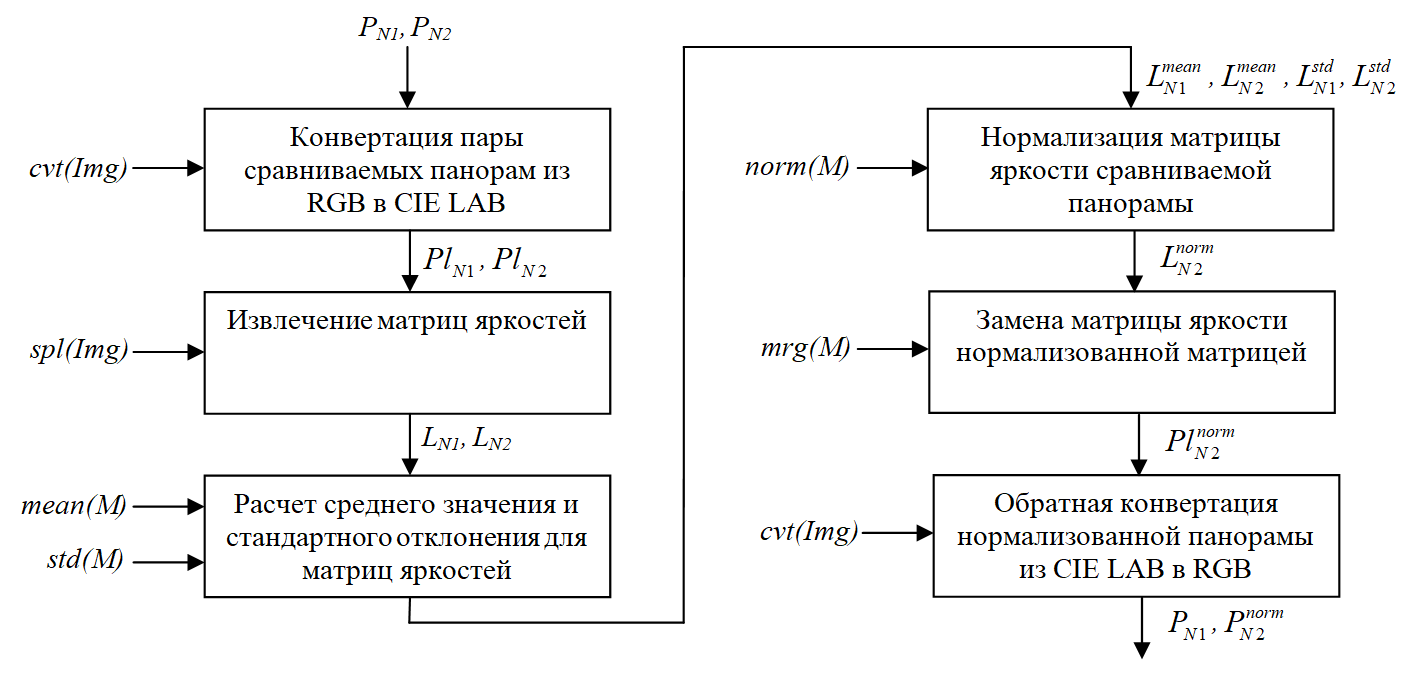 P_N1, P_N2
cvt(Img)
Конвертация пары
сравниваемых панорам из
RGB в CIE LAB
Pl_N1, Pl_N2
spl(Img)
Извлечение матриц яркостей
L_N1, L_N2
mean(M)
std(M)
Расчет среднего значения и
стандартного отклонения для
матриц яркостей
L_N1^mean, L_N2^mean, L_N1^std, L_N2^std
norm(M)
Нормализация матрицы
яркости сравниваемой
панорамы
L_N2^norm
mrg(M)
Замена матрицы яркости
нормализованной матрицей
Pl_N2^norm
cvt(Img)
Обратная конвертация
нормализованной панорамы
из CIE LAB в RGB
P_N1, P_N2^norm